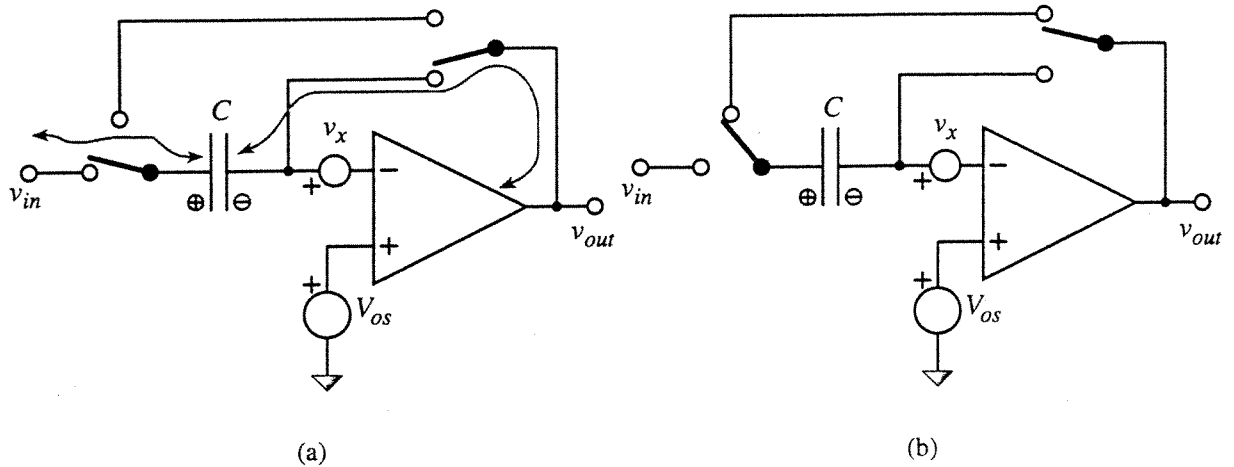 C
v_x
+
−
v_in
⊕ ⊖
v_out
+
+
V_os
(a)
C
v_x
+
−
v_in
⊕ ⊖
v_out
+
+
V_os
(b)